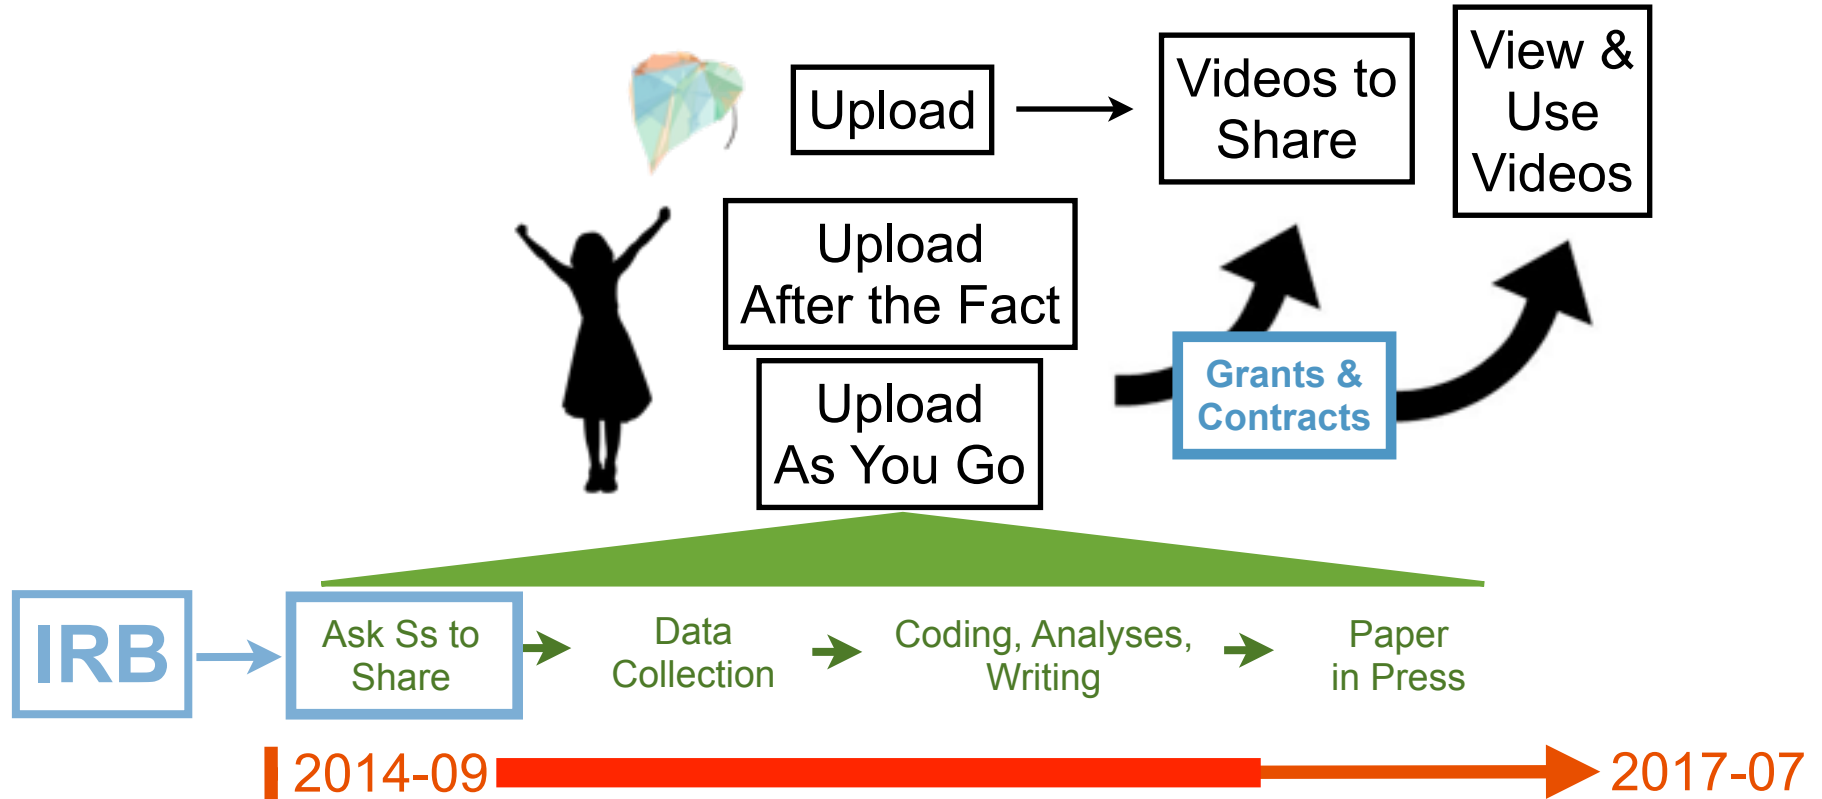 Upload
Videos to
Share
View &
Use
Videos
Upload
After the Fact
Upload
As You Go
Grants &
Contracts
IRB
Ask Ss to
Share
Data
Collection
Coding, Analyses,
Writing
Paper
in Press
2014-09
2017-07